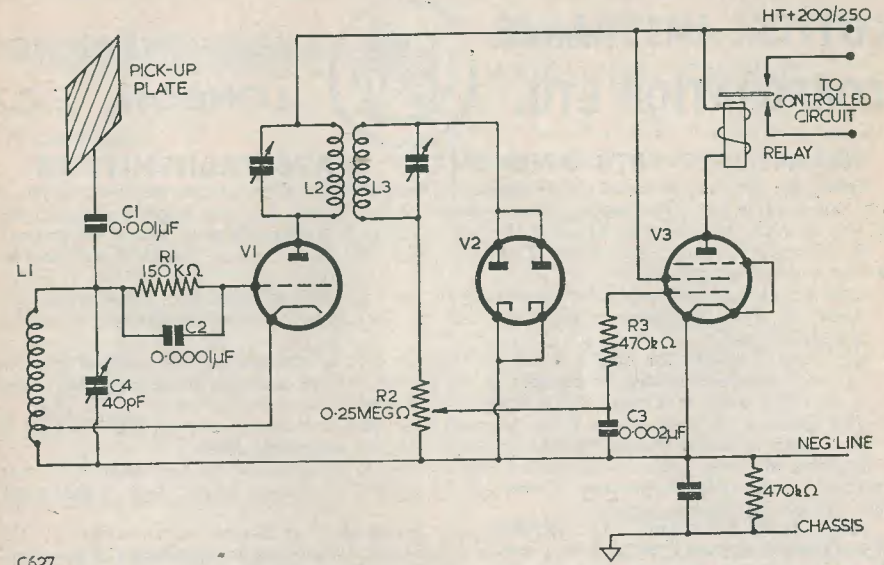 HT+200/250
PICK-UP
PLATE
TO
CONTROLLED
CIRCUIT
RELAY
C1
0·001µF
L1
R1
150KΩ
V1
L2
L3
V2
V3
C2
0·0001µF
R3
470kΩ
C4
40pF
R2
0·25MEGΩ
C3
0·002µF
NEG LINE
470kΩ
CHASSIS
C627